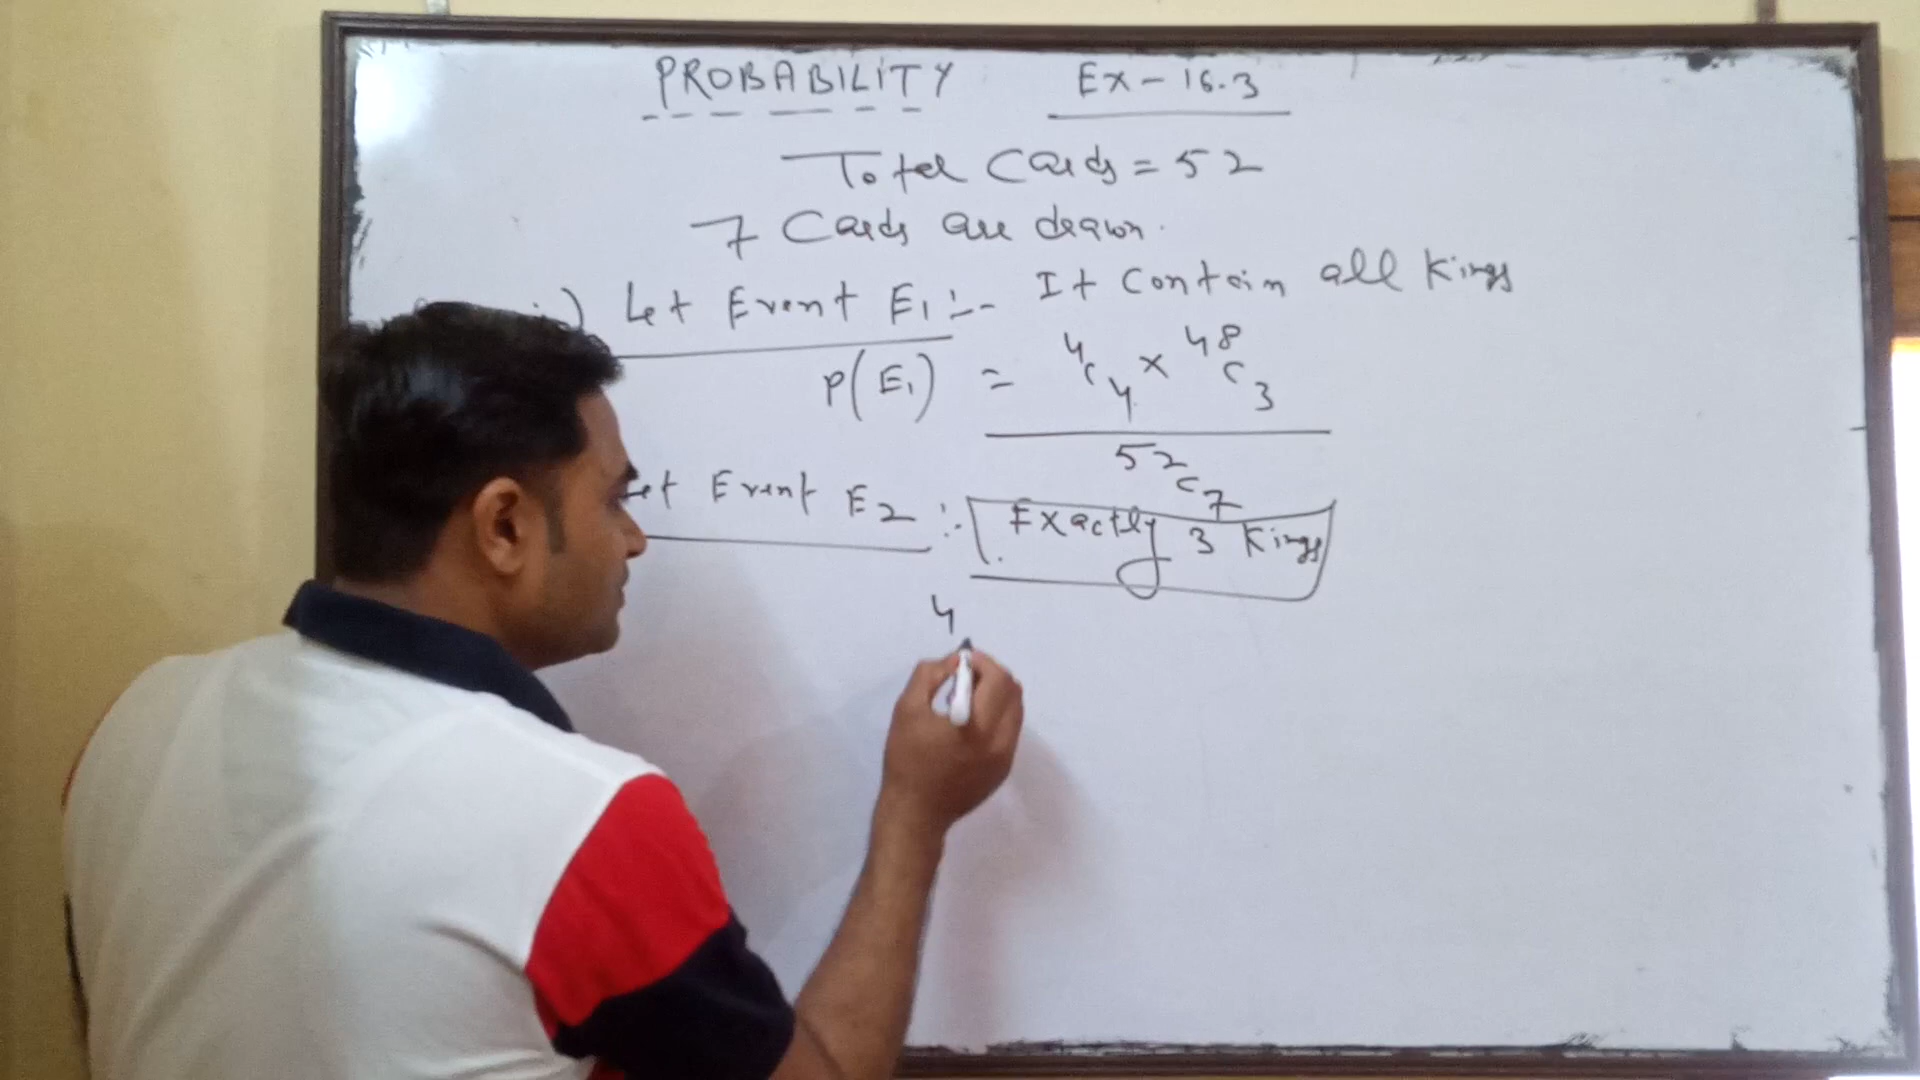 PROBABILITY Ex - 16.3
Total Cards = 52
7 Cards are drawn.
i) Let Event E1 :- It Contain all Kings
P(E1) = 4C4 x 48C3
52C7
Let Event E2 :- Exactly 3 Kings
4